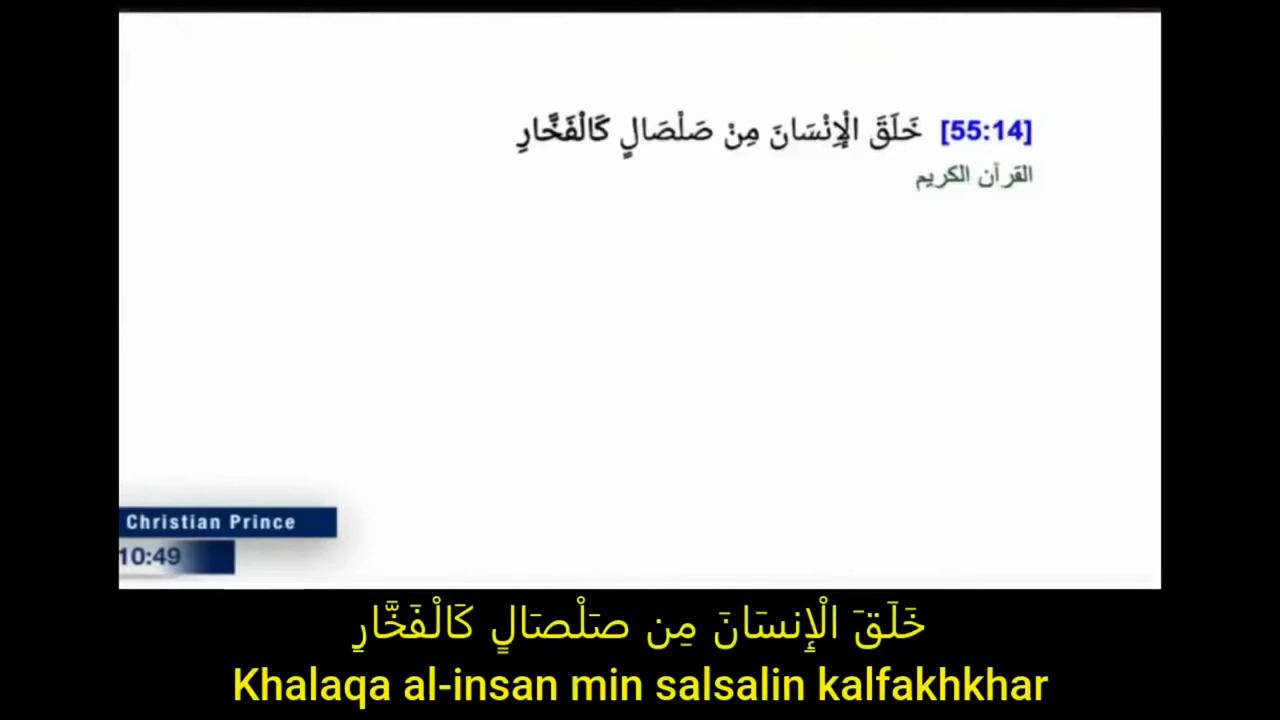 [55:14] خَلَقَ الْإِنْسَانَ مِنْ صَلْصَالٍ كَالْفَخَّارِ
القرآن الكريم
Christian Prince
10:49
خَلَقَ الْإِنسَانَ مِن صَلْصَالٍ كَالْفَخَّارِ
Khalaqa al-insan min salsalin kalfakhkhar